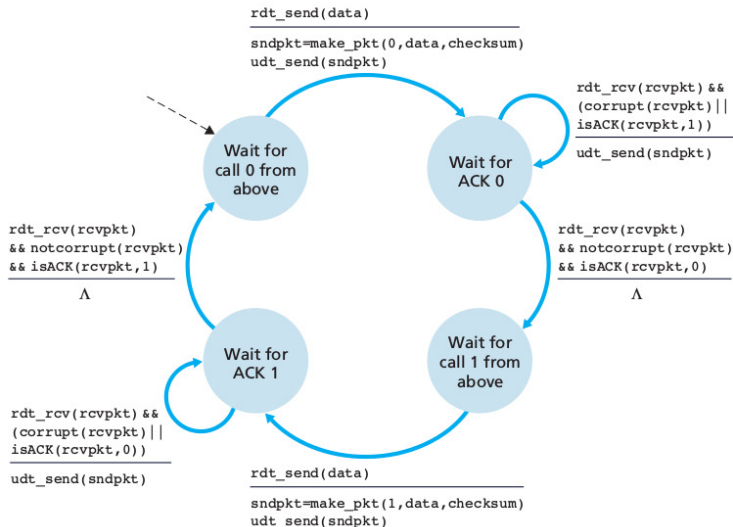 rdt_send(data)
sndpkt=make_pkt(0,data,checksum)
udt_send(sndpkt)
rdt_rcv(rcvpkt) &&
(corrupt(rcvpkt)||
isACK(rcvpkt,1))
udt_send(sndpkt)
Wait for
call 0 from
above
Wait for
ACK 0
rdt_rcv(rcvpkt)
&& notcorrupt(rcvpkt)
&& isACK(rcvpkt,1)
Λ
rdt_rcv(rcvpkt)
&& notcorrupt(rcvpkt)
&& isACK(rcvpkt,0)
Λ
Wait for
ACK 1
Wait for
call 1 from
above
rdt_rcv(rcvpkt) &&
(corrupt(rcvpkt)||
isACK(rcvpkt,0))
udt_send(sndpkt)
rdt_send(data)
sndpkt=make_pkt(1,data,checksum)
udt_send(sndpkt)